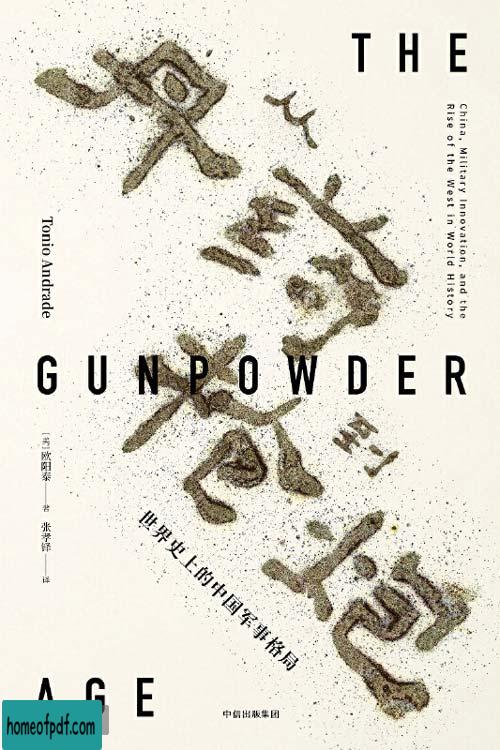 THE
GUNPOWDER
AGE
China, Military Innovation, and the
Rise of the West in World History
Tonio Andrade
从
丹药
到
枪炮
世界史上的中国军事格局
[美] 欧阳泰 — 著
张孝铎 — 译
中信出版集团
homeofpdf.com